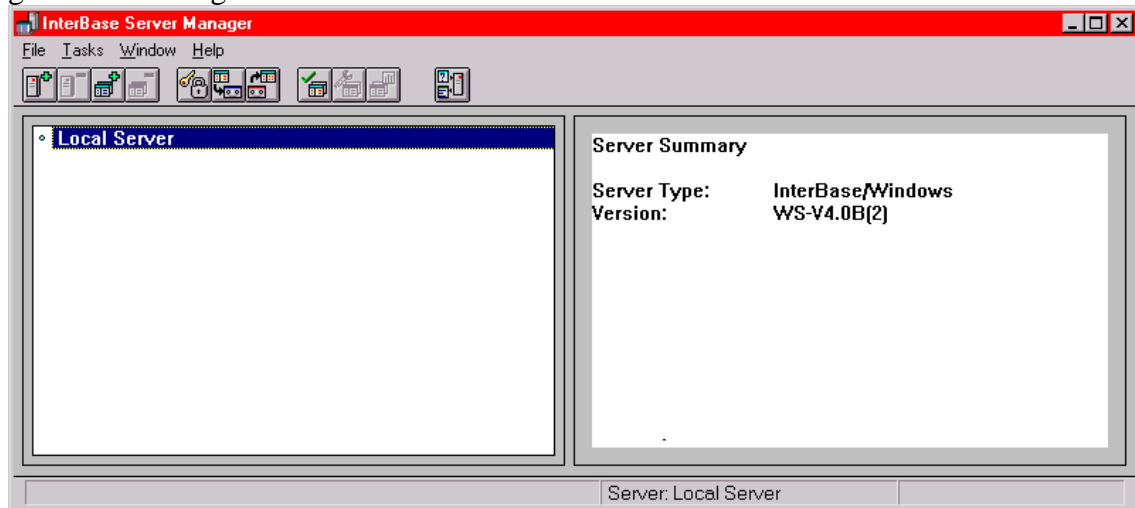 InterBase Server Manager
File Tasks Window Help
Local Server
Server Summary
Server Type: InterBase/Windows
Version: WS-V4.0B(2)
Server: Local Server